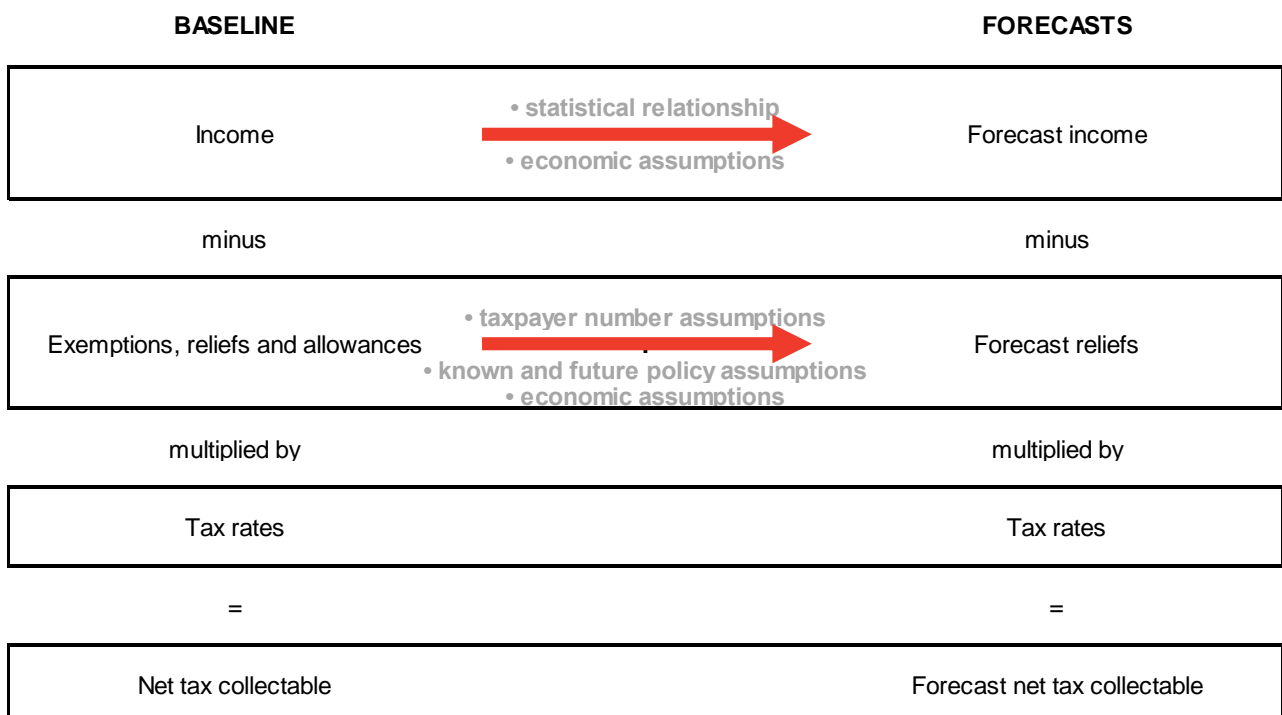 BASELINE FORECASTS
• statistical relationship
Income Forecast income
• economic assumptions
minus minus
• taxpayer number assumptions
Exemptions, reliefs and allowances Forecast reliefs
• known and future policy assumptions
• economic assumptions
multiplied by multiplied by
Tax rates Tax rates
= =
Net tax collectable Forecast net tax collectable